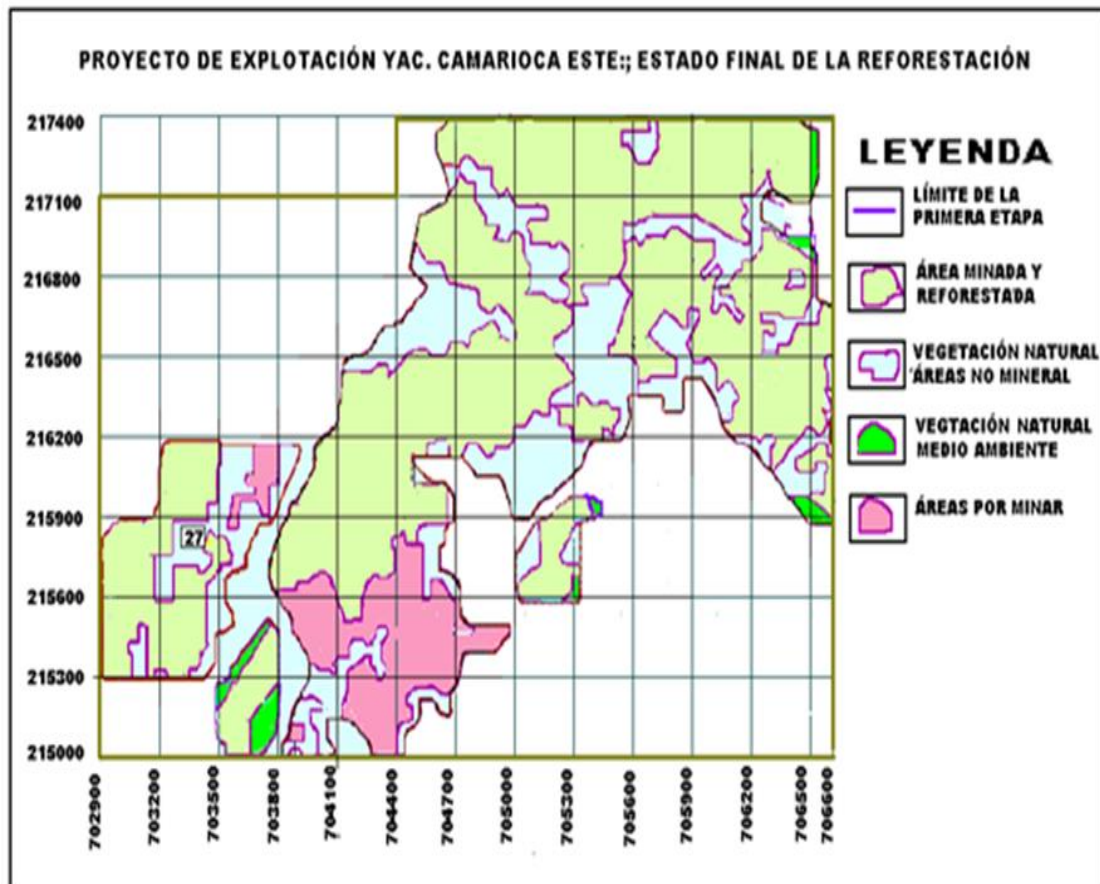 PROYECTO DE EXPLOTACIÓN YAC. CAMARIOCA ESTE:; ESTADO FINAL DE LA REFORESTACIÓN
217400
217100
216800
216500
216200
215900
215600
215300
215000
27
702900
703200
703500
703800
704100
704400
704700
705000
705300
705600
705900
706200
706500
706600
LEYENDA
LÍMITE DE LA
PRIMERA ETAPA
ÁREA MINADA Y
REFORESTADA
VEGETACIÓN NATURAL
ÁREAS NO MINERAL
VEGTACIÓN NATURAL
MEDIO AMBIENTE
ÁREAS POR MINAR